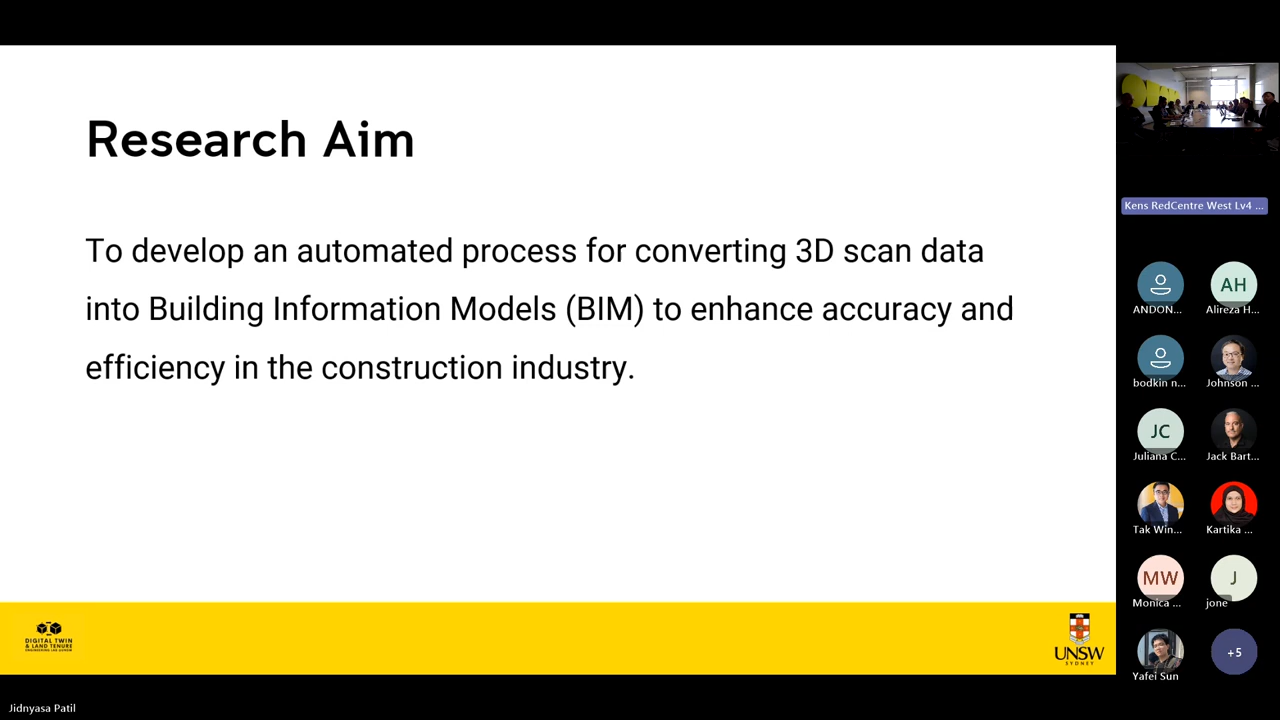 Research Aim
To develop an automated process for converting 3D scan data
into Building Information Models (BIM) to enhance accuracy and
efficiency in the construction industry.
DIGITAL TWIN
& LAND TENURE
UNSW
SYDNEY
Jidnyasa Patil
Kens RedCentre West Lv4 ...
ANDON...
AH
Alireza H...
bodkin n...
Johnson ...
JC
Juliana C...
Jack Bart...
Tak Win...
Kartika ...
MW
Monica ...
J
jone
Yafei Sun
+5